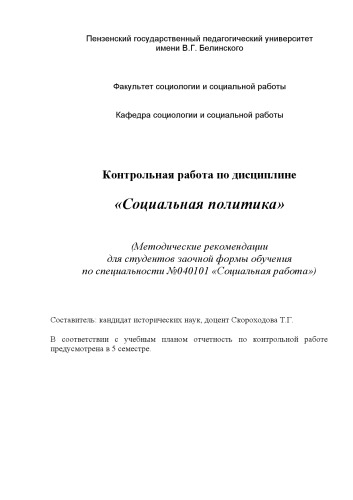 Пензенский государственный педагогический университет
имени В.Г. Белинского
Факультет социологии и социальной работы
Кафедра социологии и социальной работы
Контрольная работа по дисциплине
«Социальная политика»
(Методические рекомендации
для студентов заочной формы обучения
по специальности №040101 «Социальная работа»)
Составитель: кандидат исторических наук, доцент Скороходова Т.Г.
В соответствии с учебным планом отчетность по контрольной работе
предусмотрена в 5 семестре.